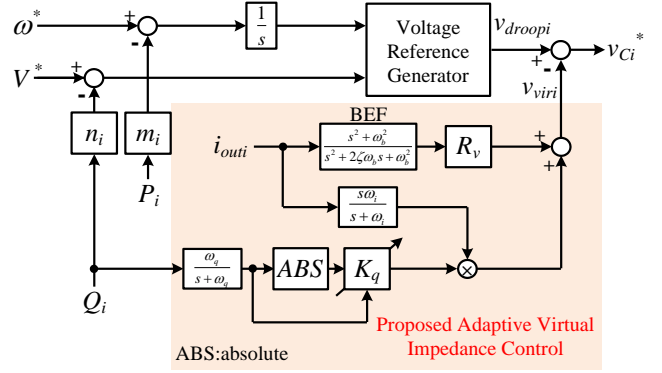 ω*
1/s
Voltage Reference Generator
v_droopi
v_Ci*
V*
+
-
+
-
+
-
v_viri
n_i
m_i
P_i
BEF
i_outi
(s² + ω_b²)/(s² + 2ζω_b s + ω_b²)
R_v
+
+
sω_i/(s + ω_i)
ω_q/(s + ω_q)
ABS
K_q
×
Q_i
Proposed Adaptive Virtual
Impedance Control
ABS:absolute